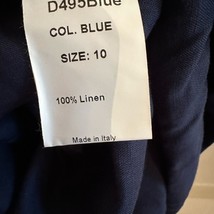 D495Blue
COL. BLUE
SIZE: 10
100% Linen
Made in Italy